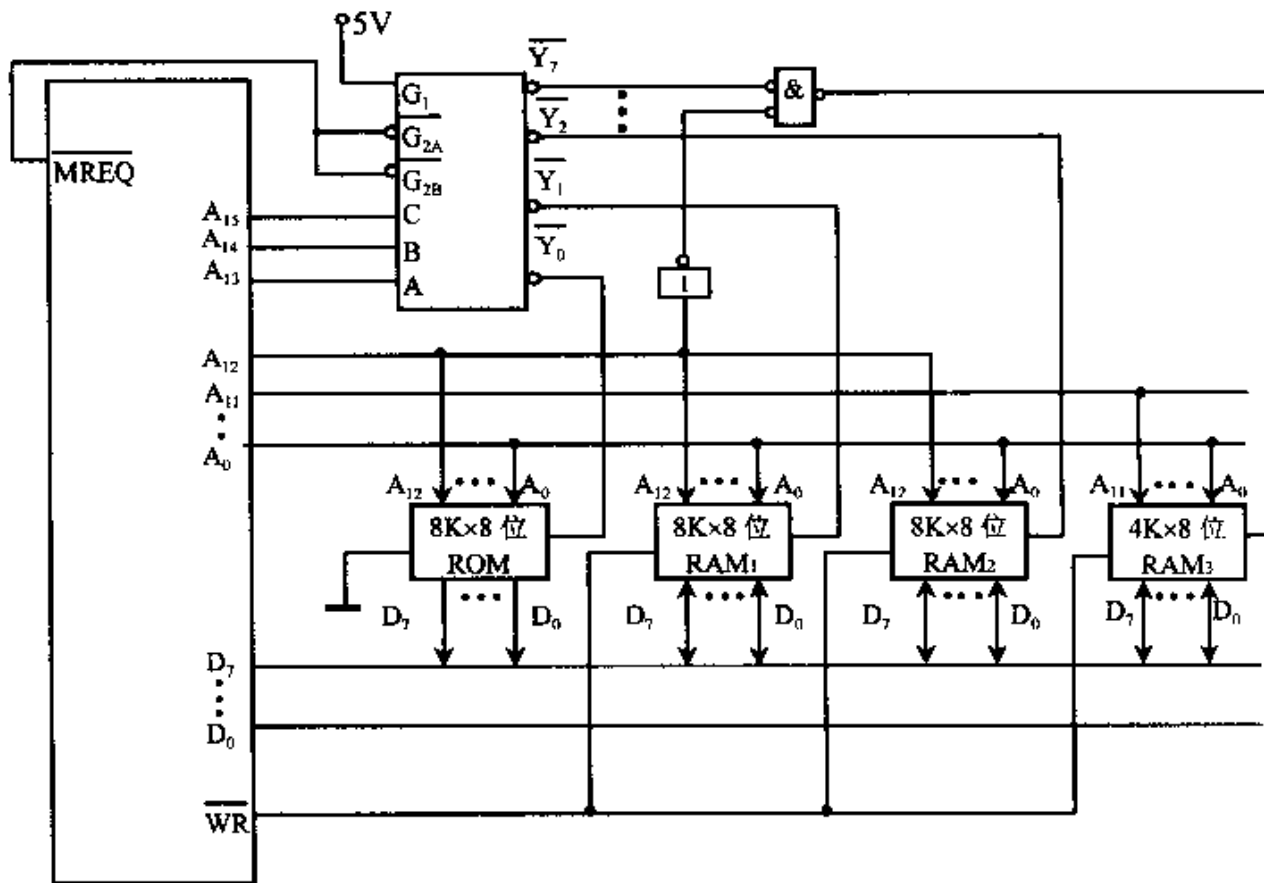 5V
G₁
G₂A
G₂B
C
B
A
Y₇
Y₂
Y₁
Y₀
&
1
MREQ
A₁₅
A₁₄
A₁₃
A₁₂
A₁₁
A₀
A₁₂ A₀
A₁₂ A₀
A₁₂ A₀
A₁₁ A₀
8K×8 位
ROM
8K×8 位
RAM₁
8K×8 位
RAM₂
4K×8 位
RAM₃
D₇ D₀
D₇ D₀
D₇ D₀
D₇ D₀
D₇
D₀
WR